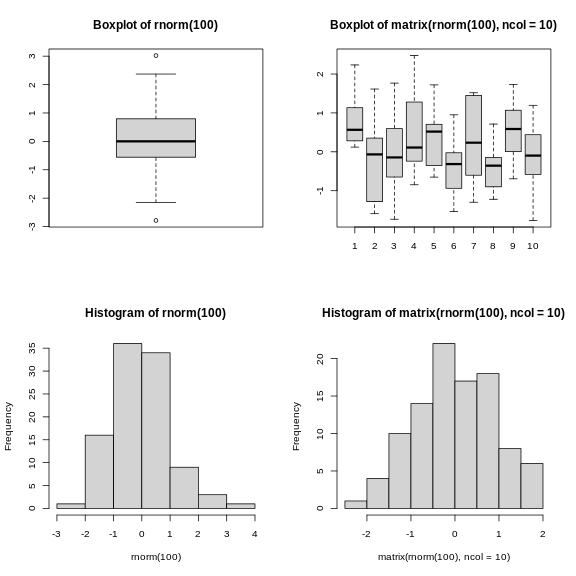 Boxplot of rnorm(100)
3
2
1
0
-1
-2
-3
Boxplot of matrix(rnorm(100), ncol = 10)
2
1
0
-1
1 2 3 4 5 6 7 8 9 10
Histogram of rnorm(100)
Frequency
35
30
25
20
15
10
5
0
-3 -2 -1 0 1 2 3 4
rnorm(100)
Histogram of matrix(rnorm(100), ncol = 10)
Frequency
20
15
10
5
0
-2 -1 0 1 2
matrix(rnorm(100), ncol = 10)